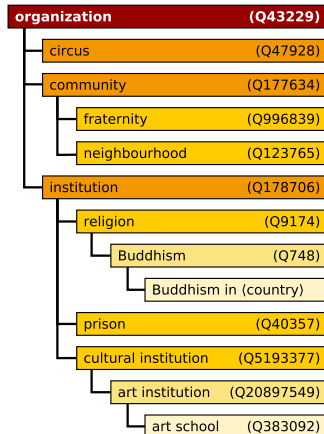 organization (Q43229)
circus (Q47928)
community (Q177634)
fraternity (Q996839)
neighbourhood (Q123765)
institution (Q178706)
religion (Q9174)
Buddhism (Q748)
Buddhism in ⟨country⟩
prison (Q40357)
cultural institution (Q5193377)
art institution (Q20897549)
art school (Q383092)